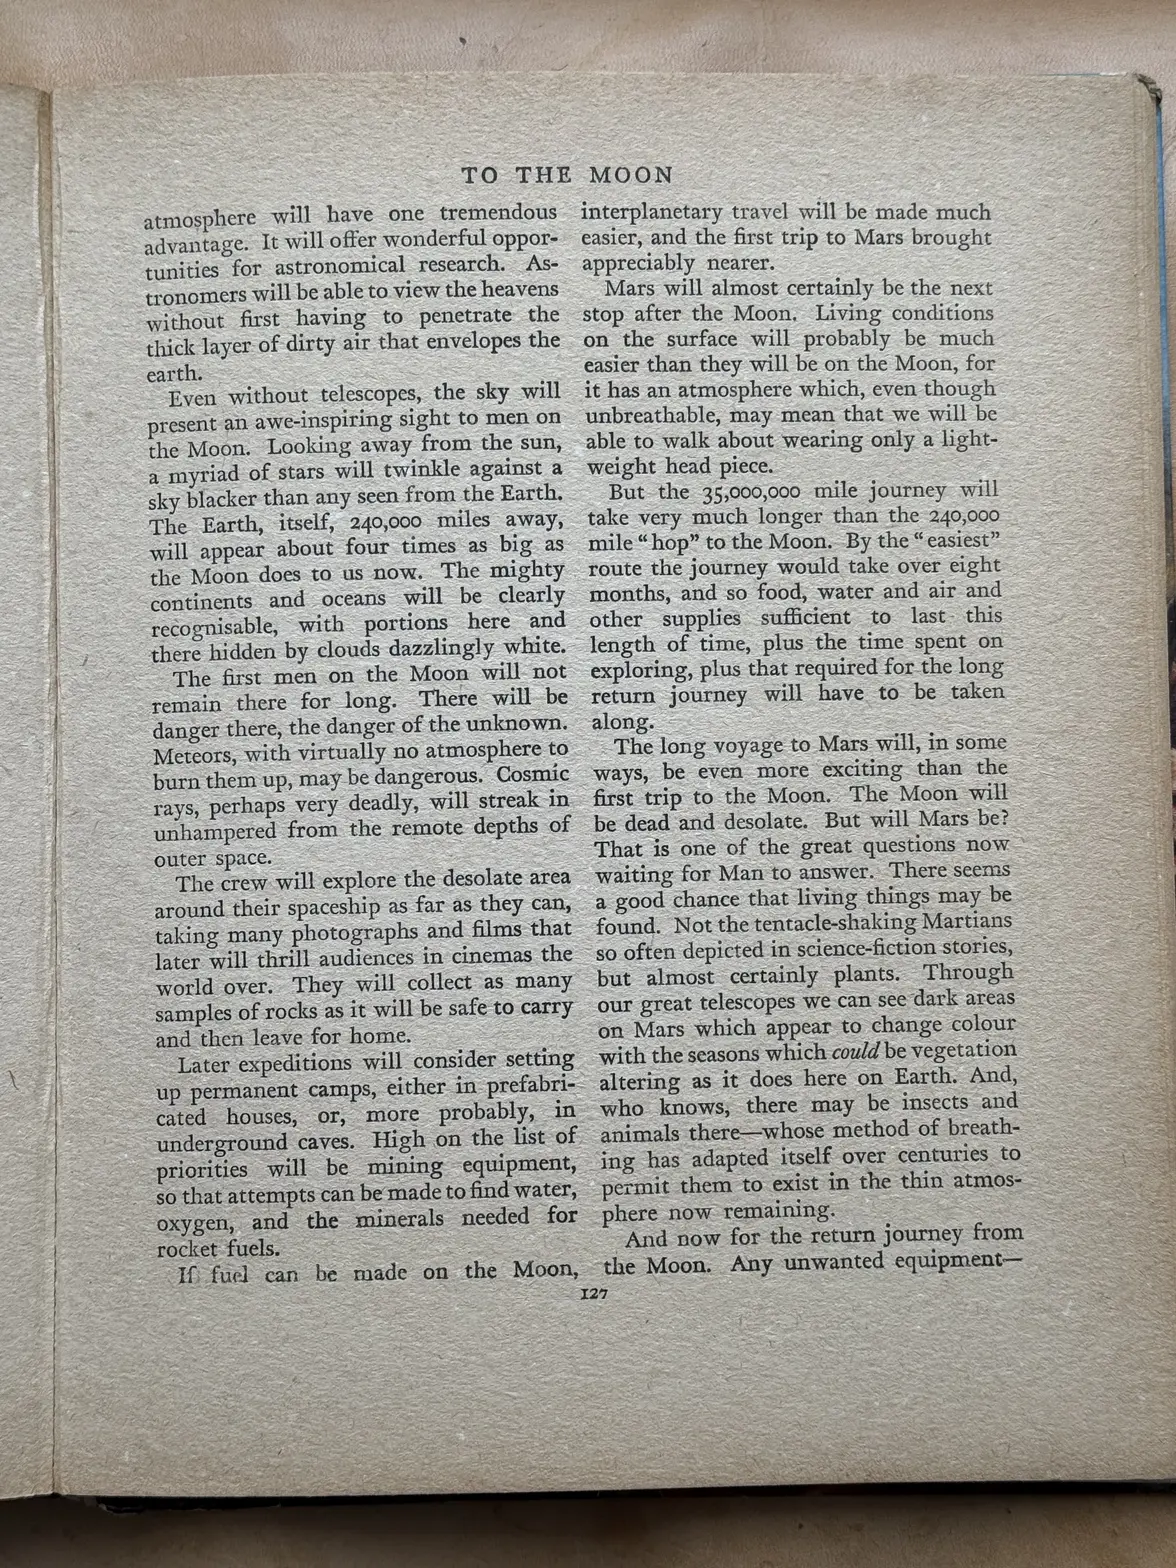 TO THE MOON
atmosphere will have one tremendous
advantage. It will offer wonderful oppor-
tunities for astronomical research. As-
tronomers will be able to view the heavens
without first having to penetrate the
thick layer of dirty air that envelopes the
earth.
Even without telescopes, the sky will
present an awe-inspiring sight to men on
the Moon. Looking away from the sun,
a myriad of stars will twinkle against a
sky blacker than any seen from the Earth.
The Earth, itself, 240,000 miles away,
will appear about four times as big as
the Moon does to us now. The mighty
continents and oceans will be clearly
recognisable, with portions here and
there hidden by clouds dazzlingly white.
The first men on the Moon will not
remain there for long. There will be
danger there, the danger of the unknown.
Meteors, with virtually no atmosphere to
burn them up, may be dangerous. Cosmic
rays, perhaps very deadly, will streak in
unhampered from the remote depths of
outer space.
The crew will explore the desolate area
around their spaceship as far as they can,
taking many photographs and films that
later will thrill audiences in cinemas the
world over. They will collect as many
samples of rocks as it will be safe to carry
and then leave for home.
Later expeditions will consider setting
up permanent camps, either in prefabri-
cated houses, or, more probably, in
underground caves. High on the list of
priorities will be mining equipment,
so that attempts can be made to find water,
oxygen, and the minerals needed for
rocket fuels.
If fuel can be made on the Moon,
interplanetary travel will be made much
easier, and the first trip to Mars brought
appreciably nearer.
Mars will almost certainly be the next
stop after the Moon. Living conditions
on the surface will probably be much
easier than they will be on the Moon, for
it has an atmosphere which, even though
unbreathable, may mean that we will be
able to walk about wearing only a light-
weight head piece.
But the 35,000,000 mile journey will
take very much longer than the 240,000
mile "hop" to the Moon. By the "easiest"
route the journey would take over eight
months, and so food, water and air and
other supplies sufficient to last this
length of time, plus the time spent on
exploring, plus that required for the long
return journey will have to be taken
along.
The long voyage to Mars will, in some
ways, be even more exciting than the
first trip to the Moon. The Moon will
be dead and desolate. But will Mars be?
That is one of the great questions now
waiting for Man to answer. There seems
a good chance that living things may be
found. Not the tentacle-shaking Martians
so often depicted in science-fiction stories,
but almost certainly plants. Through
our great telescopes we can see dark areas
on Mars which appear to change colour
with the seasons which could be vegetation
altering as it does here on Earth. And,
who knows, there may be insects and
animals there—whose method of breath-
ing has adapted itself over centuries to
permit them to exist in the thin atmos-
phere now remaining.
And now for the return journey from
the Moon. Any unwanted equipment—
127